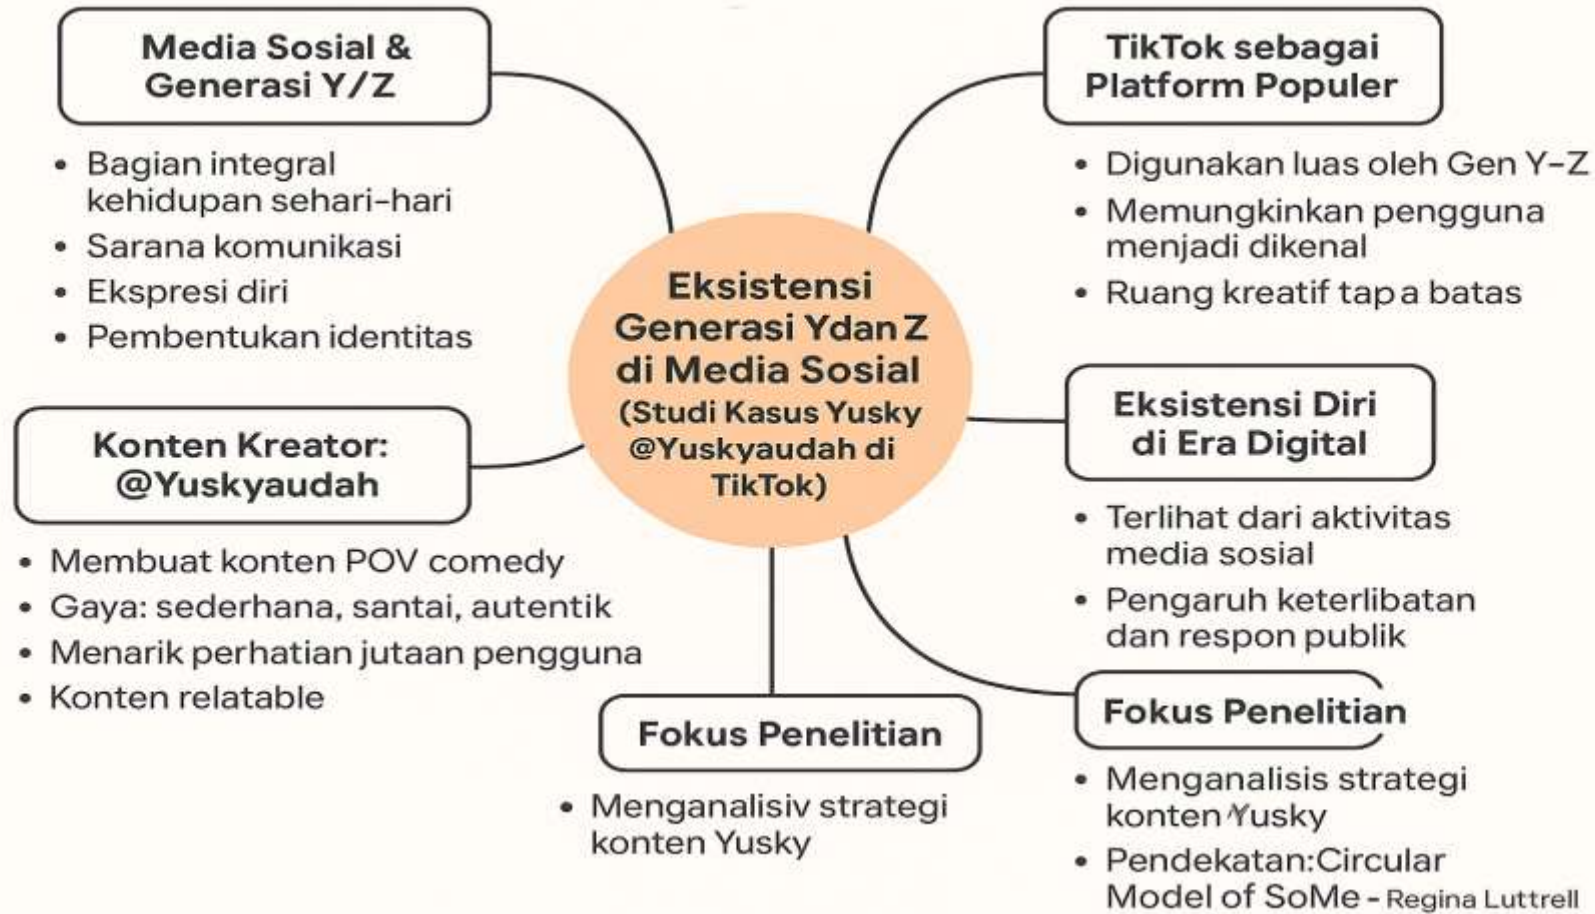 Media Sosial &
Generasi Y/Z
• Bagian integral
kehidupan sehari-hari
• Sarana komunikasi
• Ekspresi diri
• Pembentukan identitas
TikTok sebagai
Platform Populer
• Digunakan luas oleh Gen Y-Z
• Memungkinkan pengguna
menjadi dikenal
• Ruang kreatif tap a batas
Eksistensi
Generasi Ydan Z
di Media Sosial
(Studi Kasus Yusky
@Yuskyaudah di
TikTok)
Konten Kreator:
@Yuskyaudah
• Membuat konten POV comedy
• Gaya: sederhana, santai, autentik
• Menarik perhatian jutaan pengguna
• Konten relatable
Eksistensi Diri
di Era Digital
• Terlihat dari aktivitas
media sosial
• Pengaruh keterlibatan
dan respon publik
Fokus Penelitian
• Menganalisiv strategi
konten Yusky
Fokus Penelitian
• Menganalisis strategi
konten Yusky
• Pendekatan:Circular
Model of SoMe - Regina Luttrell